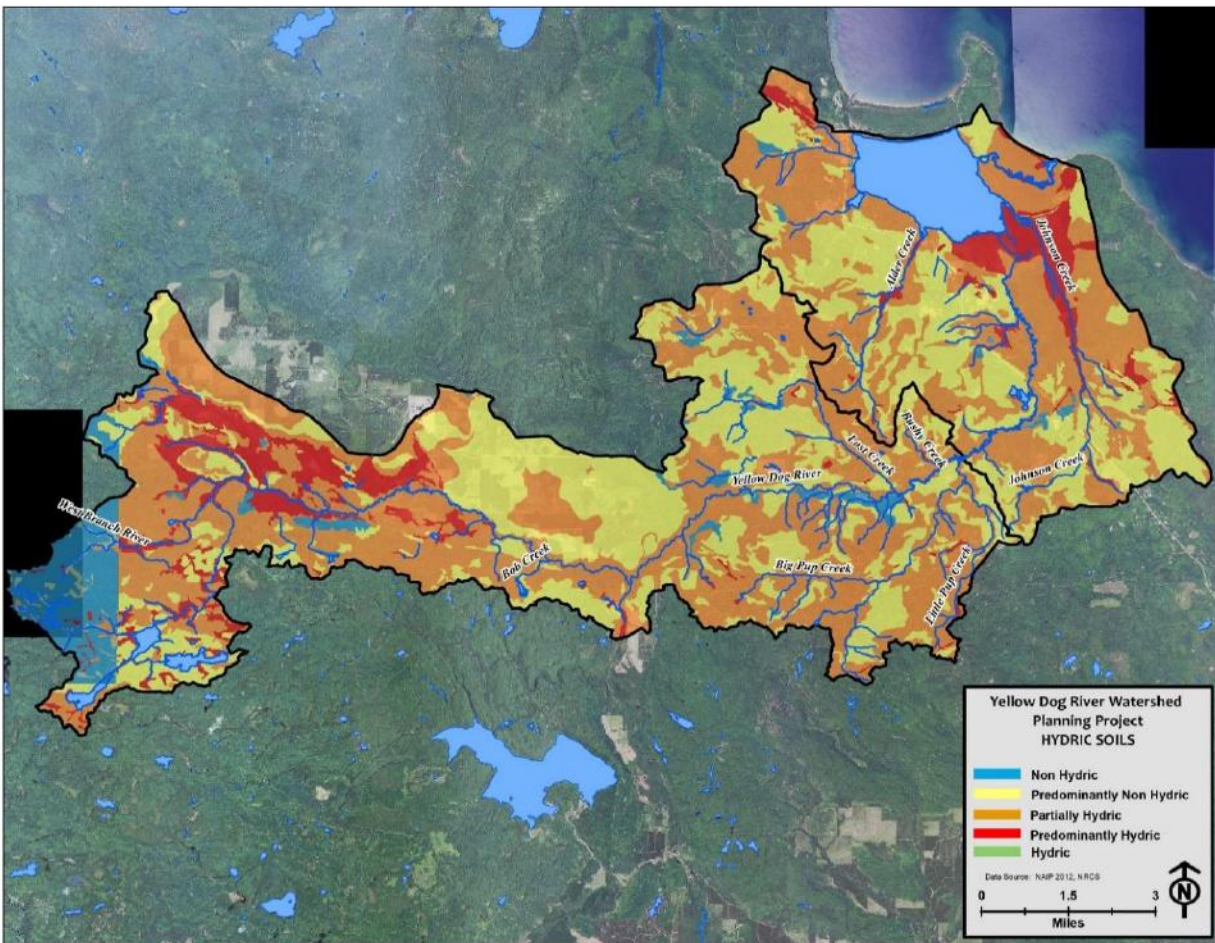 Johnson Creek
Alder Creek
Rushy Creek
Lost Creek
Yellow Dog River
Johnson Creek
West Branch River
Bob Creek
Big Pup Creek
Little Pup Creek
Yellow Dog River Watershed
Planning Project
HYDRIC SOILS
Non Hydric
Predominantly Non Hydric
Partially Hydric
Predominantly Hydric
Hydric
Data Source: NAIP 2012, NRCS
0 1.5 3
Miles
N